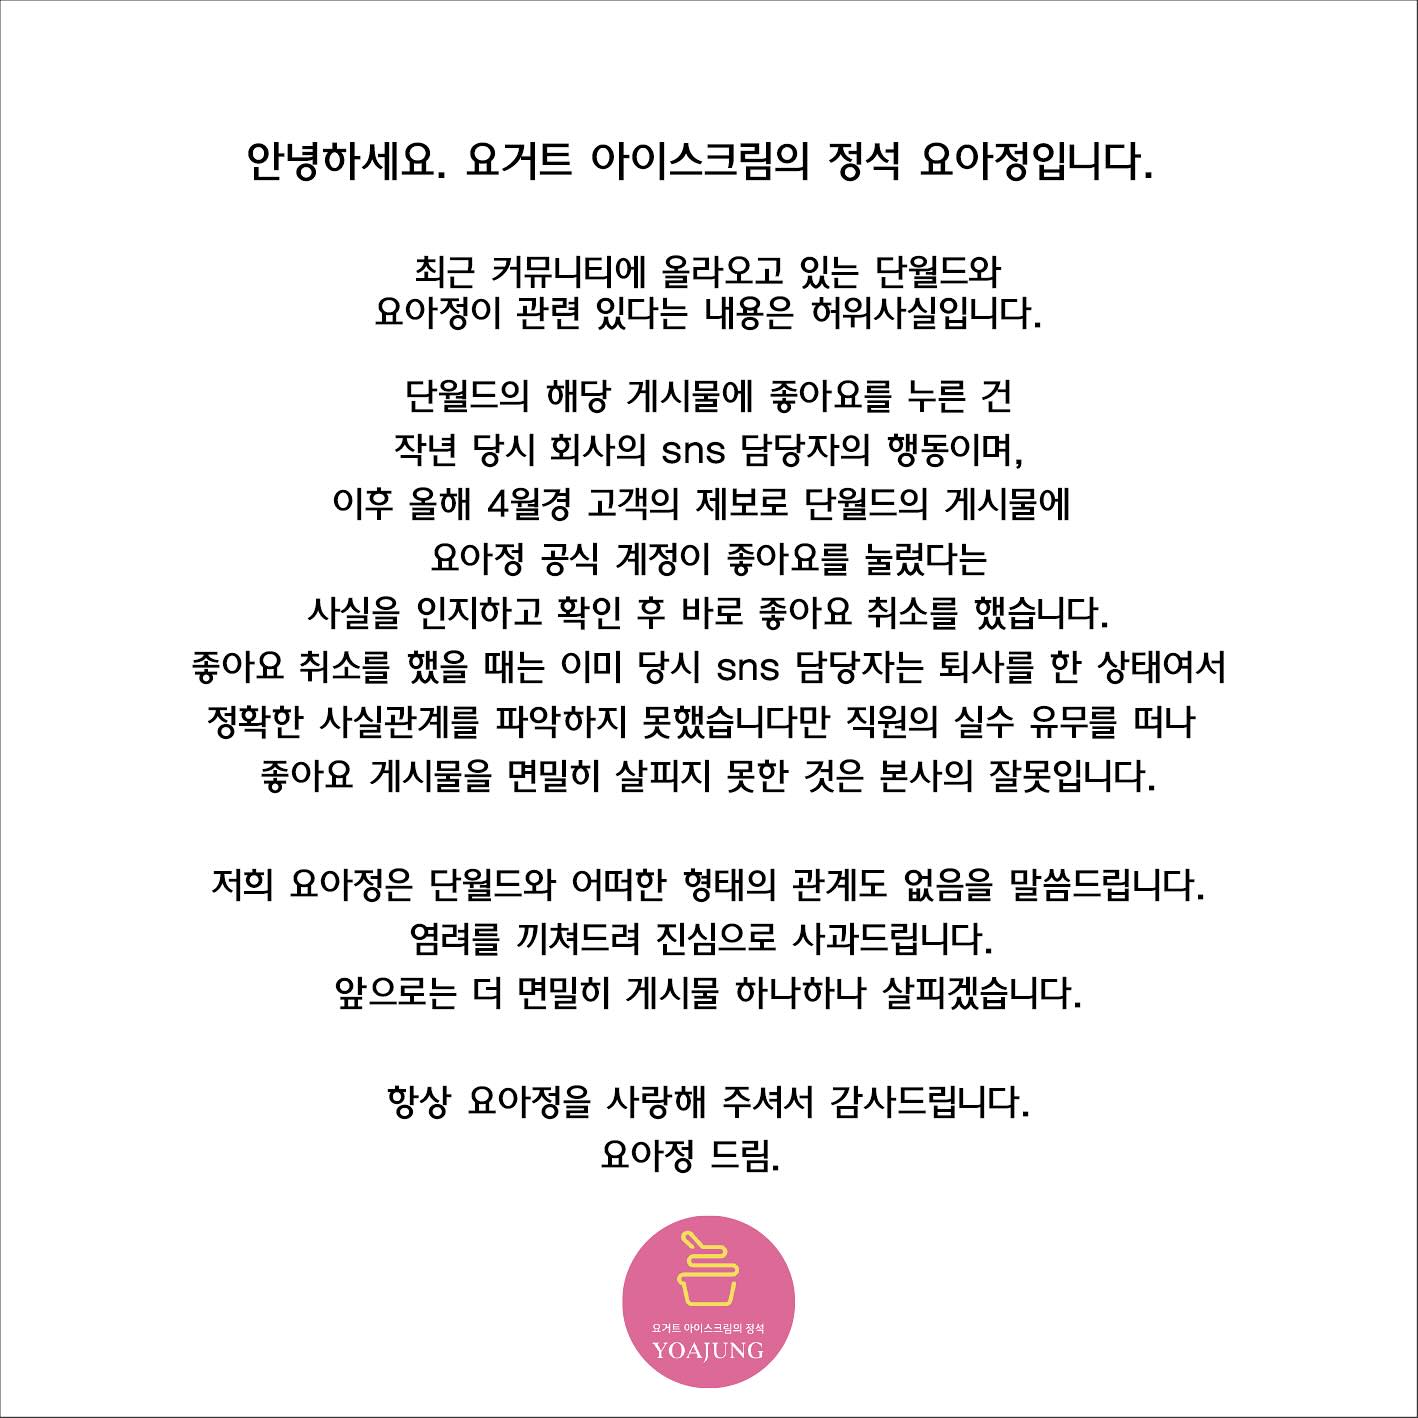 안녕하세요. 요거트 아이스크림의 정석 요아정입니다.
최근 커뮤니티에 올라오고 있는 단월드와
요아정이 관련 있다는 내용은 허위사실입니다.
단월드의 해당 게시물에 좋아요를 누른 건
작년 당시 회사의 sns 담당자의 행동이며,
이후 올해 4월경 고객의 제보로 단월드의 게시물에
요아정 공식 계정이 좋아요를 눌렀다는
사실을 인지하고 확인 후 바로 좋아요 취소를 했습니다.
좋아요 취소를 했을 때는 이미 당시 sns 담당자는 퇴사를 한 상태여서
정확한 사실관계를 파악하지 못했습니다만 직원의 실수 유무를 떠나
좋아요 게시물을 면밀히 살피지 못한 것은 본사의 잘못입니다.
저희 요아정은 단월드와 어떠한 형태의 관계도 없음을 말씀드립니다.
염려를 끼쳐드려 진심으로 사과드립니다.
앞으로는 더 면밀히 게시물 하나하나 살피겠습니다.
항상 요아정을 사랑해 주셔서 감사드립니다.
요아정 드림.
요거트 아이스크림의 정석
YOAJUNG